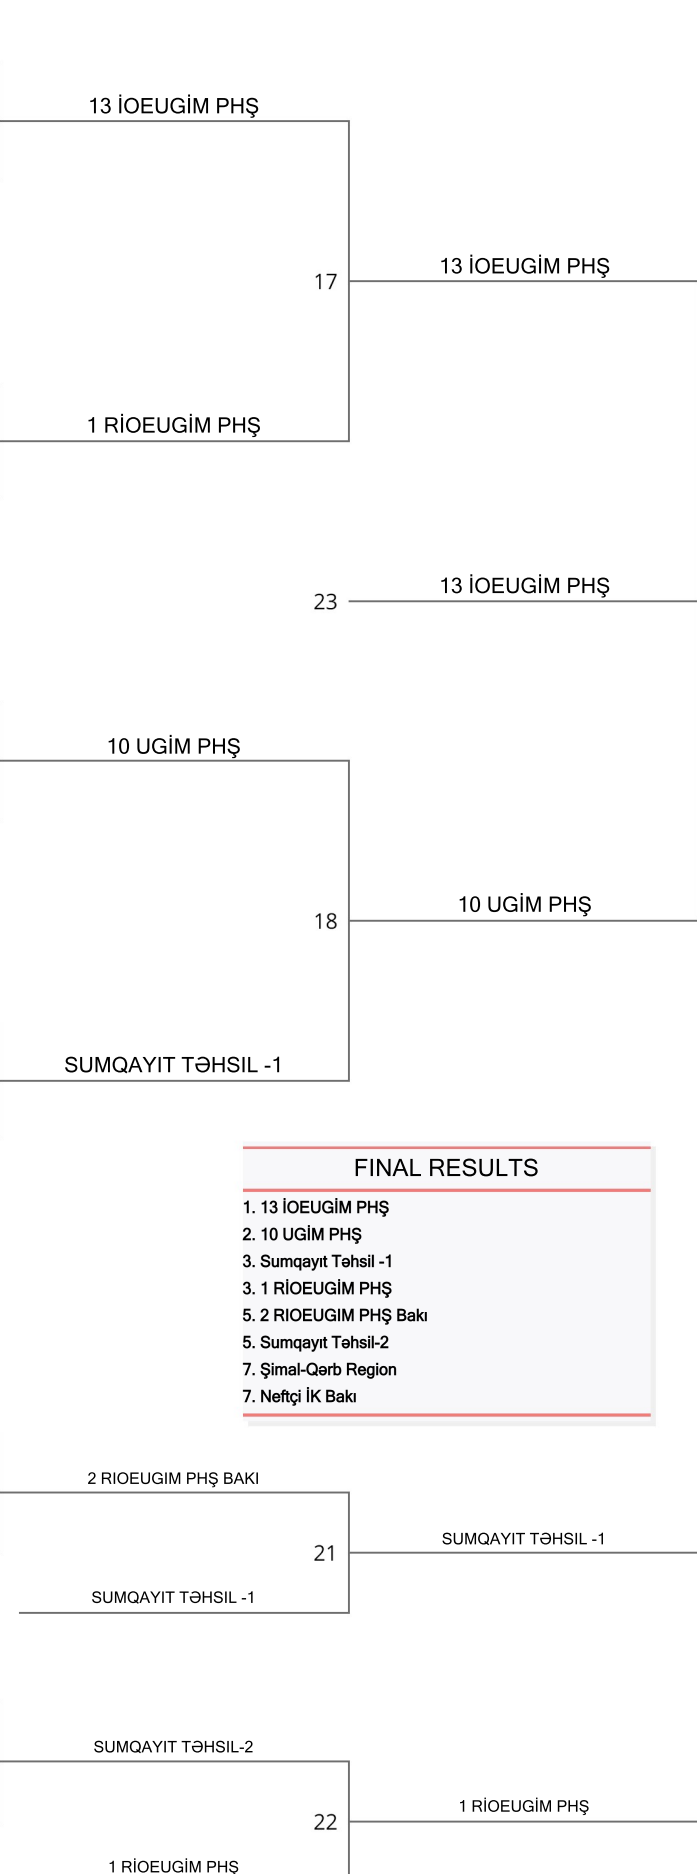 13 İOEUGİM PHŞ
17
13 İOEUGİM PHŞ
1 RİOEUGİM PHŞ
23
13 İOEUGİM PHŞ
10 UGİM PHŞ
18
10 UGİM PHŞ
SUMQAYIT TƏHSIL -1
FINAL RESULTS
1. 13 İOEUGİM PHŞ
2. 10 UGİM PHŞ
3. Sumqayıt Təhsil -1
3. 1 RİOEUGİM PHŞ
5. 2 RIOEUGIM PHŞ Bakı
5. Sumqayıt Təhsil-2
7. Şimal-Qərb Region
7. Neftçi İK Bakı
2 RIOEUGIM PHŞ BAKI
21
SUMQAYIT TƏHSIL -1
SUMQAYIT TƏHSIL -1
SUMQAYIT TƏHSIL-2
22
1 RİOEUGİM PHŞ
1 RİOEUGİM PHŞ